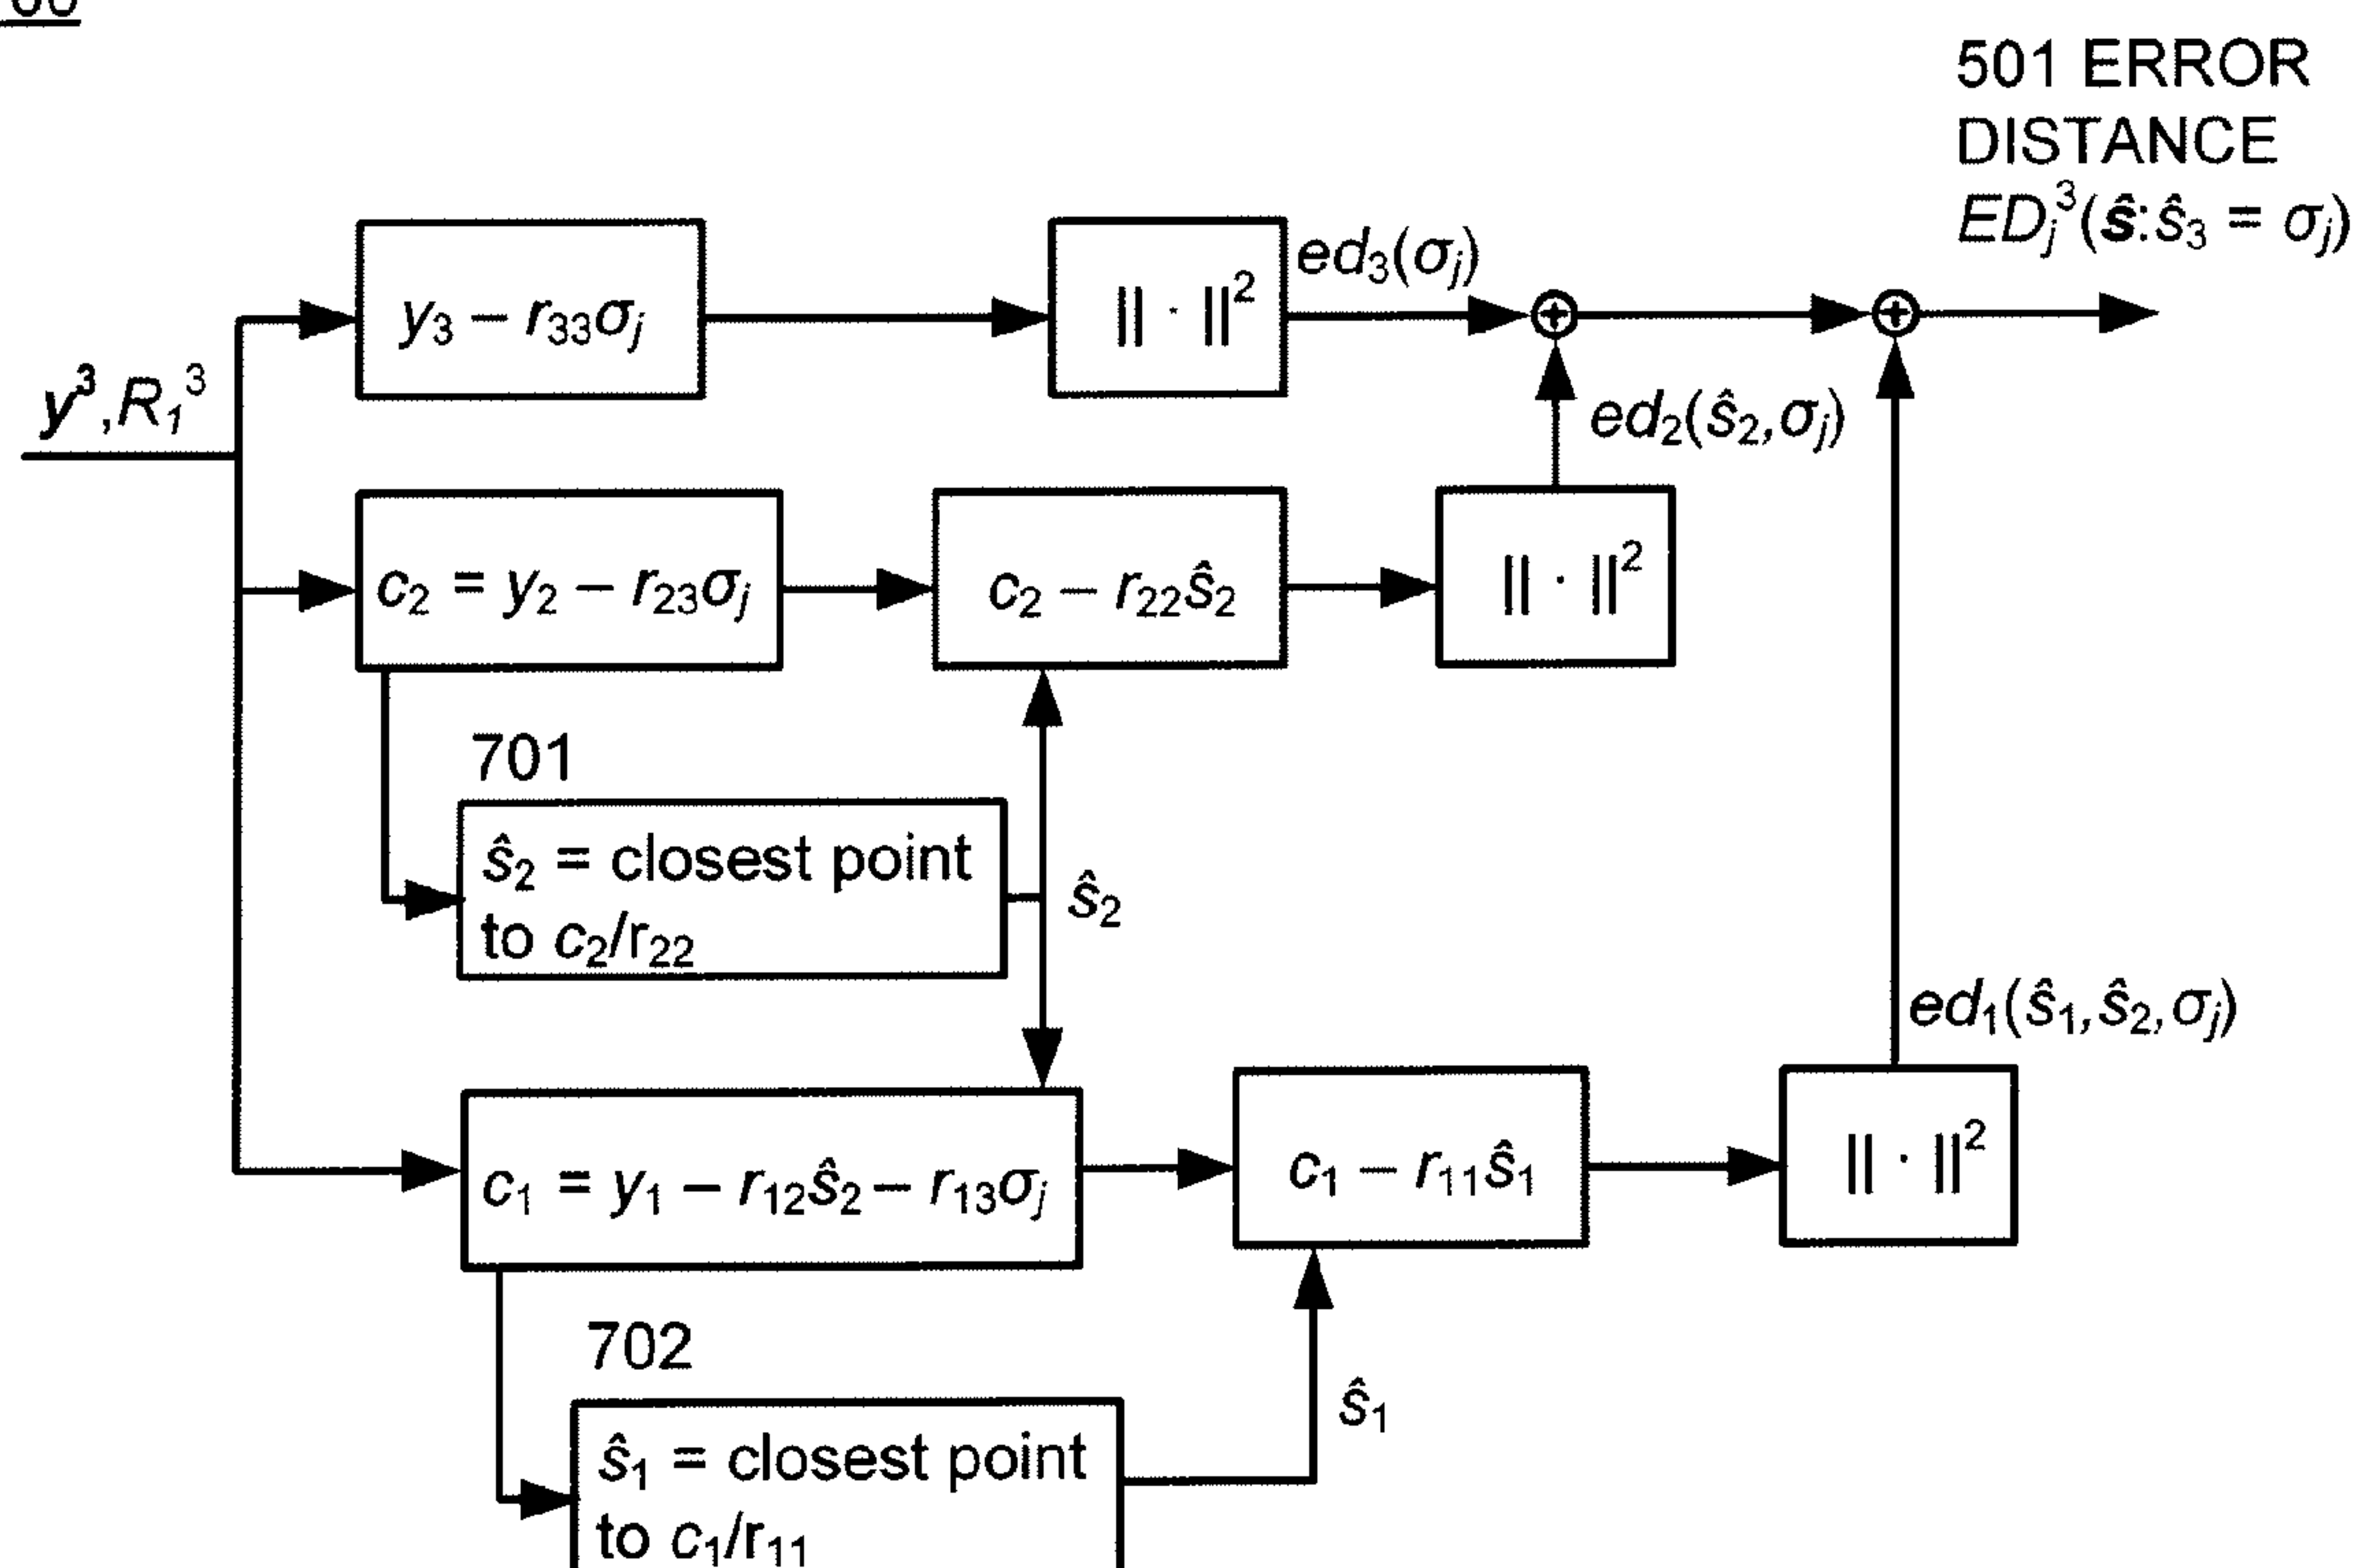 501 ERROR
DISTANCE
ED_j^3(ŝ:ŝ_3 = σ_j)
y_3 – r_33σ_j
|| · ||^2
ed_3(σ_j)
y^3,R_1^3
ed_2(ŝ_2,σ_j)
c_2 = y_2 – r_23σ_j
c_2 – r_22ŝ_2
|| · ||^2
701
ŝ_2 = closest point
to c_2/r_22
ŝ_2
ed_1(ŝ_1,ŝ_2,σ_j)
c_1 = y_1 – r_12ŝ_2 – r_13σ_j
c_1 – r_11ŝ_1
|| · ||^2
702
ŝ_1 = closest point
to c_1/r_11
ŝ_1